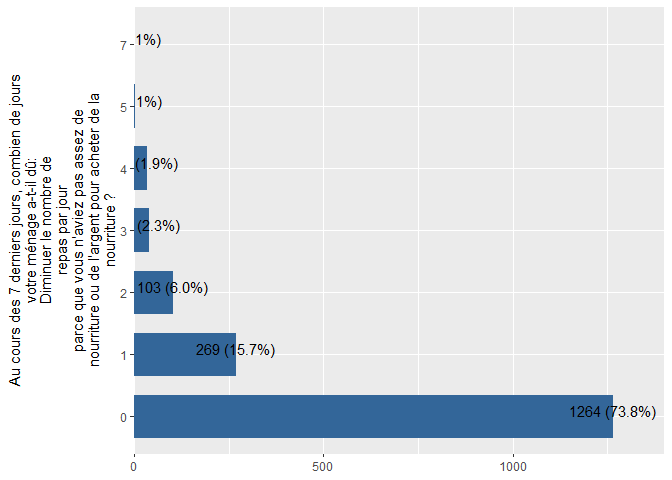 Au cours des 7 derniers jours, combien de jours
votre ménage a-t-il dû:
Diminuer le nombre de
repas par jour
parce que vous n'aviez pas assez de
nourriture ou de l'argent pour acheter de la
nourriture ?
7
1%)
5
1%)
4
(1.9%)
3
(2.3%)
2
103 (6.0%)
1
269 (15.7%)
0
1264 (73.8%)
0
500
1000